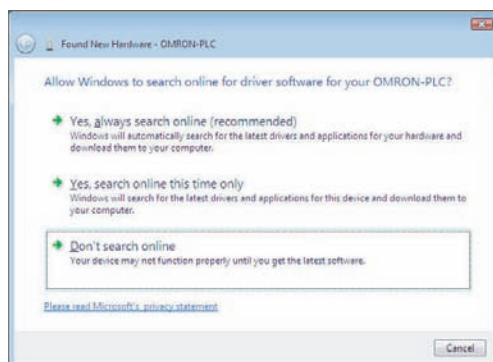 Found New Hardware - OMRON-PLC
Allow Windows to search online for driver software for your OMRON-PLC?
Yes, always search online (recommended)
Windows will automatically search for the latest drivers and applications for your hardware and
download them to your computer.
Yes, search online this time only
Windows will search for the latest drivers and applications for this device and download them to
your computer.
Don't search online
Your device may not function properly until you get the latest software.
Please read Microsoft's privacy statement
Cancel